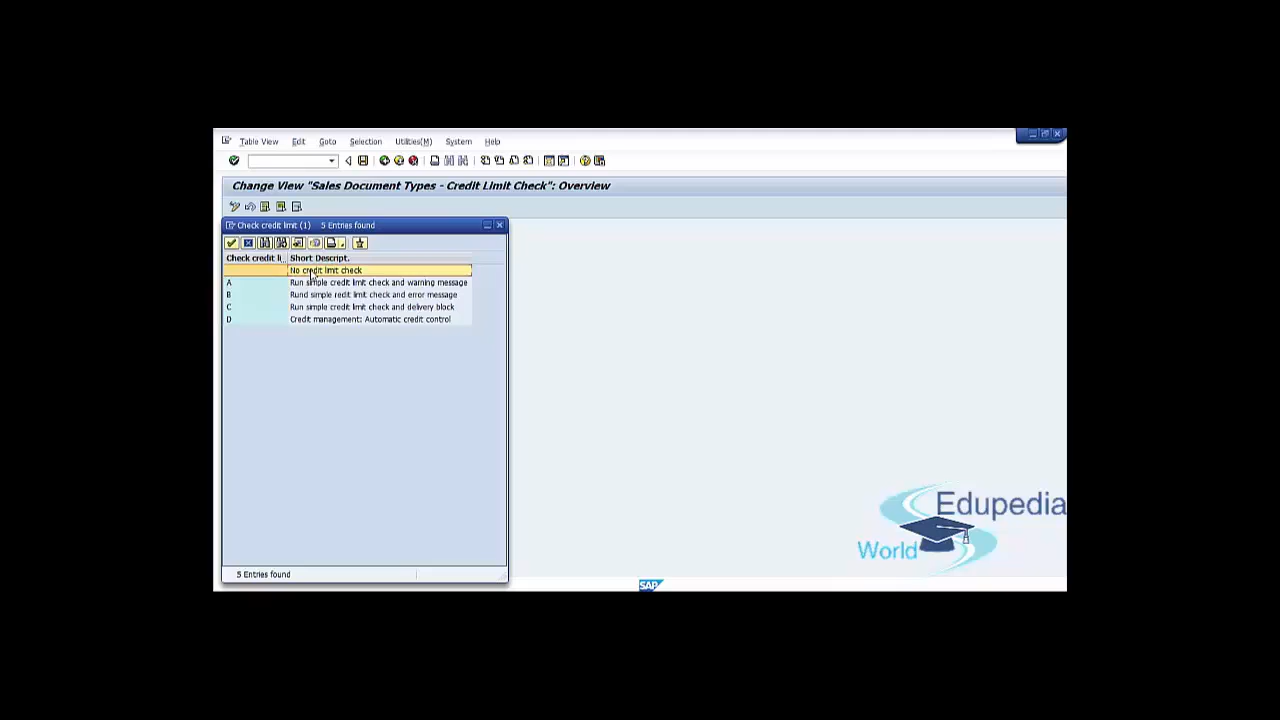 Table View Edit Goto Selection Utilities(M) System Help
Change View "Sales Document Types - Credit Limit Check": Overview
Check credit limit (1) 5 Entries found
Check credit li.. Short Descript.
No credit limit check
A Run simple credit limit check and warning message
B Rund simple redit limit check and error message
C Run simple credit limit check and delivery block
D Credit management: Automatic credit control
5 Entries found
Edupedia
World
SAP